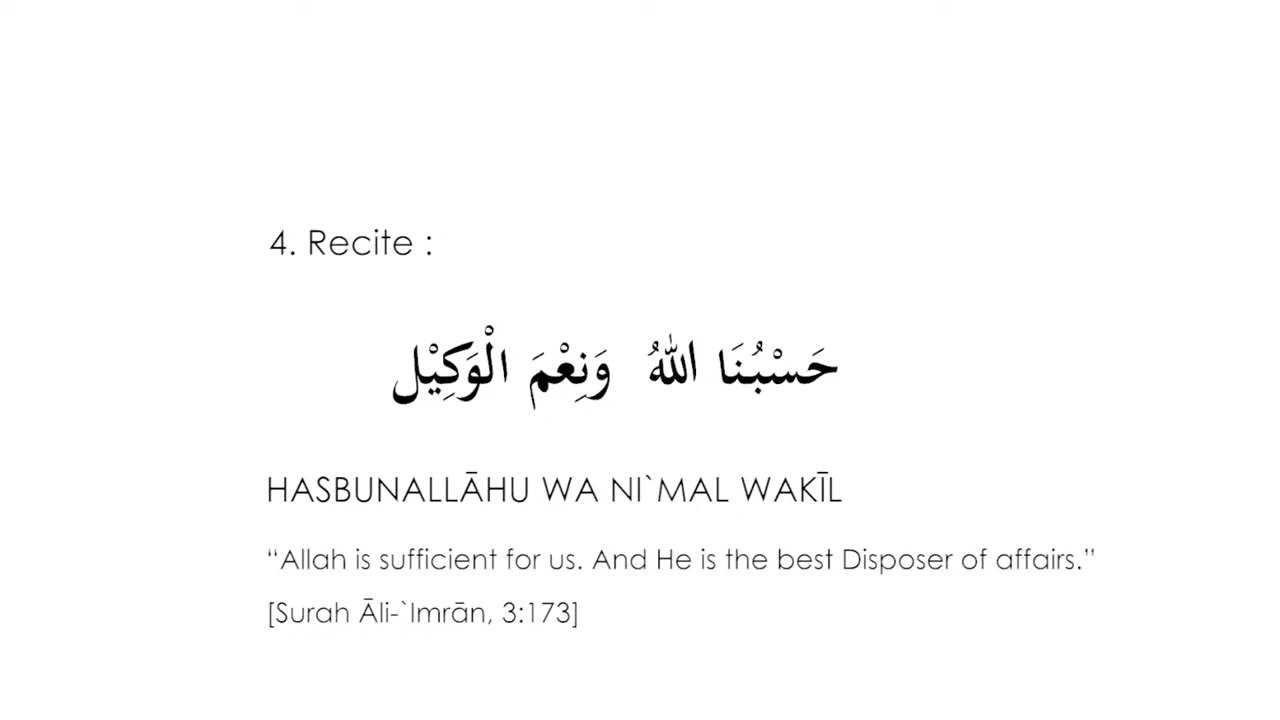 4. Recite :
حَسْبُنَا اللّٰهُ وَنِعْمَ الْوَكِيْل
HASBUNALLĀHU WA NI`MAL WAKĪL
“Allah is sufficient for us. And He is the best Disposer of affairs.”
[Surah Āli-`Imrān, 3:173]